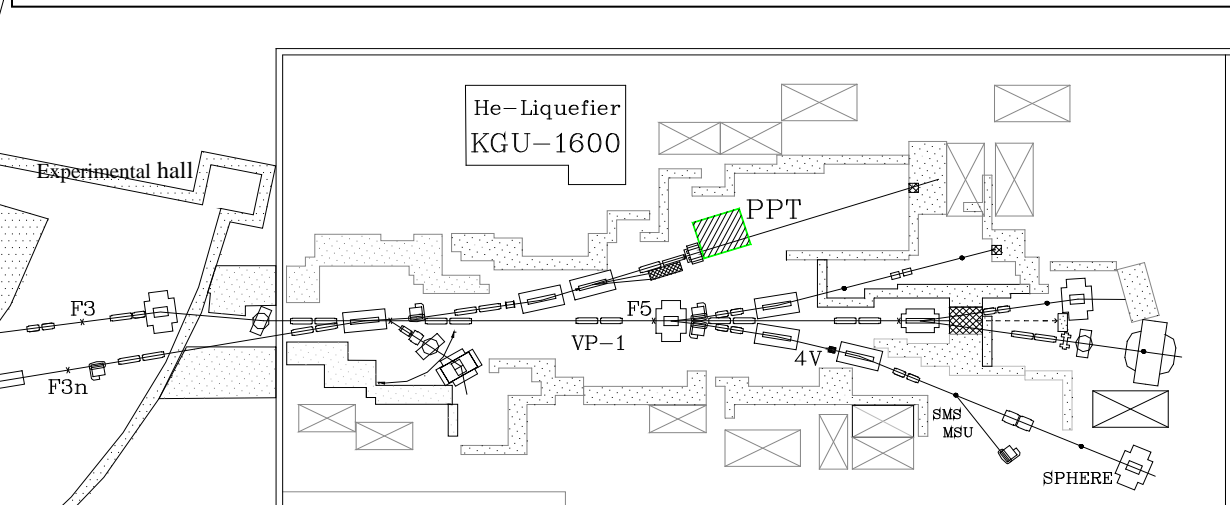 He-Liquefier
KGU-1600
Experimental hall
PPT
F3
F5
VP-1
4V
F3n
SMS
MSU
SPHERE